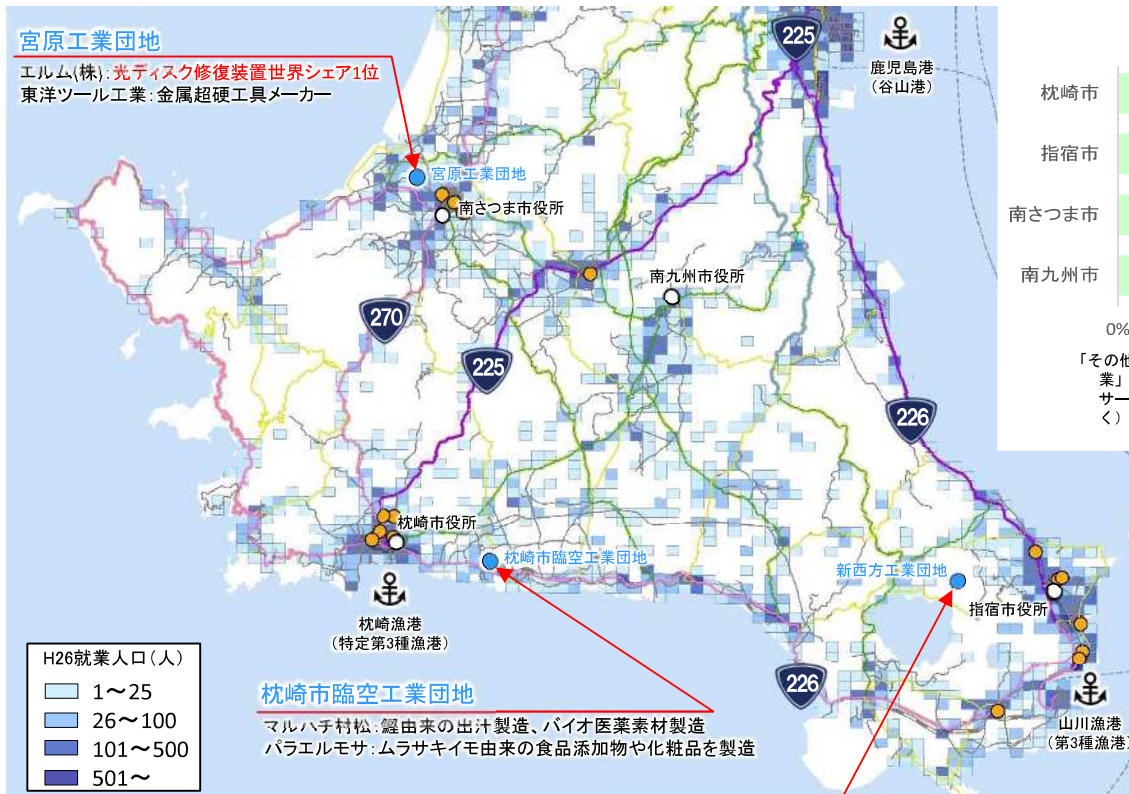 宮原工業団地
エルム(株):光ディスク修復装置世界シェア1位
東洋ツール工業:金属超硬工具メーカー
225
鹿児島港
(谷山港)
枕崎市
指宿市
南さつま市
南九州市
0%
「その他
業」
サー
く)
宮原工業団地
南さつま市役所
南九州市役所
270
225
226
枕崎市役所
枕崎市臨空工業団地
新西方工業団地
指宿市役所
枕崎漁港
(特定第3種漁港)
226
山川漁港
(第3種漁港)
枕崎市臨空工業団地
マルハチ村松:鰹由来の出汁製造、バイオ医薬素材製造
パラエルモサ:ムラサキイモ由来の食品添加物や化粧品を製造
H26就業人口(人)
1～25
26～100
101～500
501～